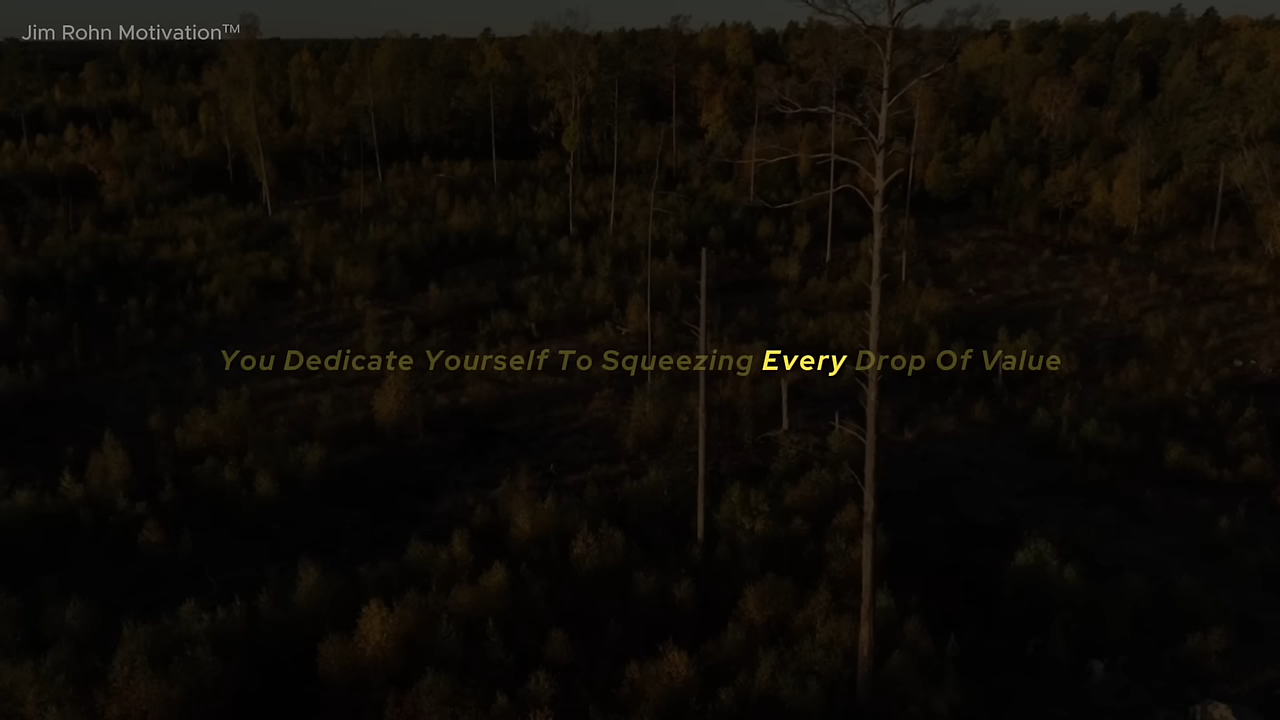 Jim Rohn Motivation™
You Dedicate Yourself To Squeezing Every Drop Of Value